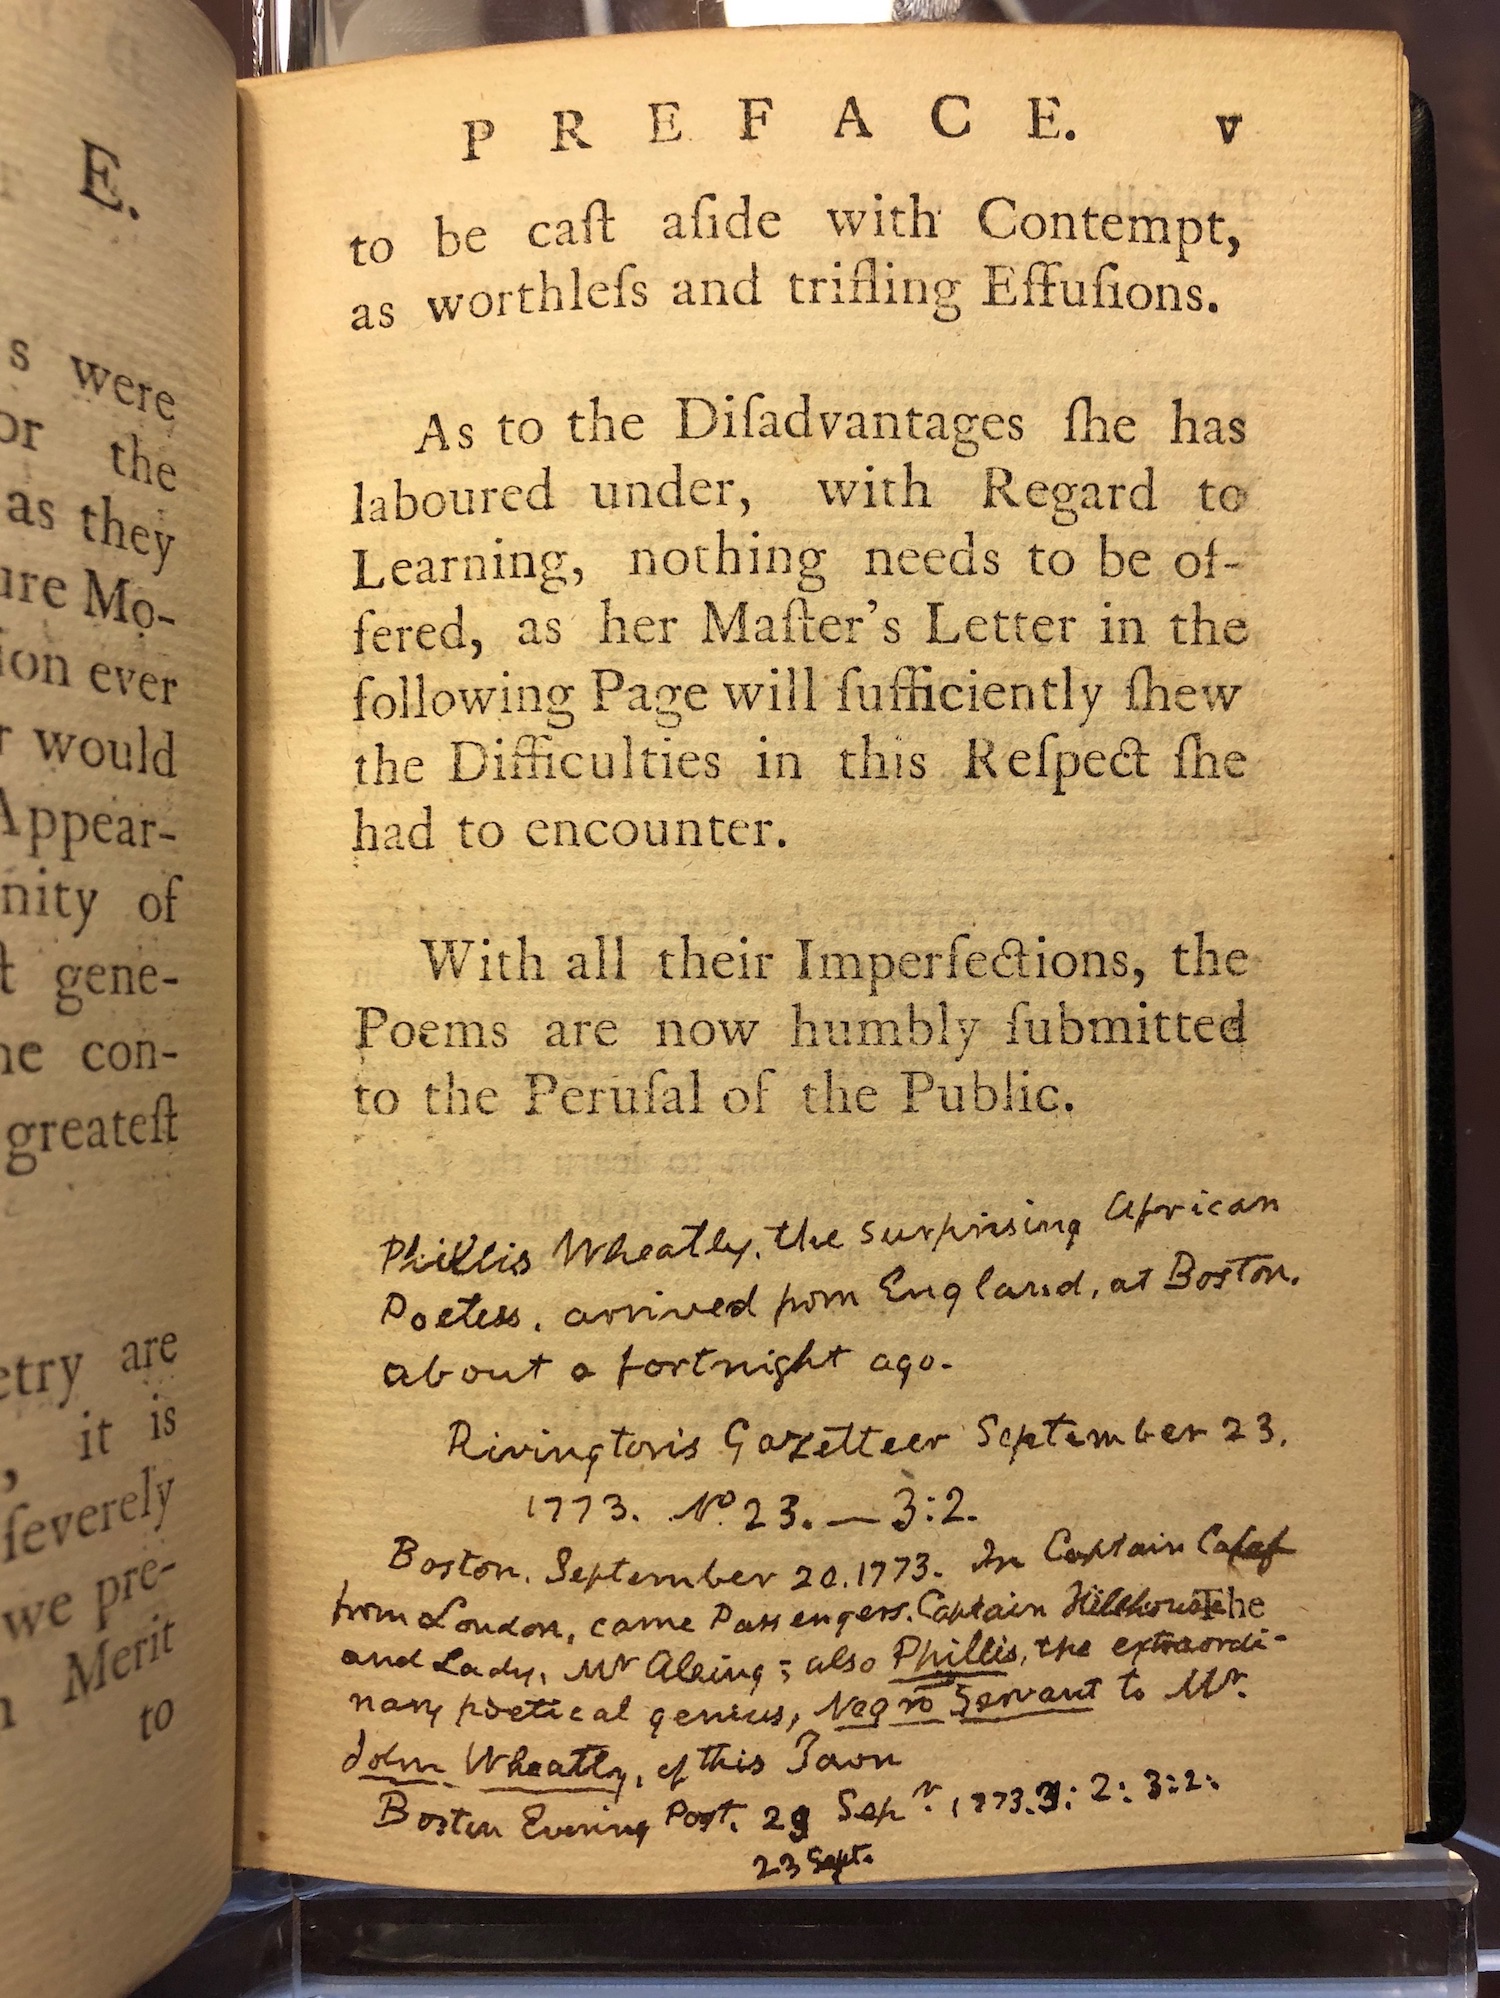 E.
s were
or the
as they
ure Mo-
ion ever
r would
Appear-
nity of
t gene-
he con-
greateſt
etry are
, it is
ſeverely
we pre-
Merit
to
PREFACE. v
to be caſt aſide with Contempt,
as worthleſs and trifling Effuſions.
As to the Diſadvantages ſhe has
laboured under, with Regard to
Learning, nothing needs to be of-
fered, as her Maſter's Letter in the
following Page will ſufficiently ſhew
the Difficulties in this Reſpect ſhe
had to encounter.
With all their Imperfections, the
Poems are now humbly ſubmitted
to the Peruſal of the Public.
Phillis Wheatly, the surprising African
Poetess, arrived from England, at Boston,
about a fortnight ago.
Rivington's Gazetteer September 23,
1773. No. 23. — 3:2.
Boston, September 20, 1773. In Captain
from London, came Passengers, Captain Hillhouse The
and Lady, Mr ; also Phillis, the extraordi-
nary poetical genius, Negro Servant to Mr.
John Wheatly, of this Town
Boston Evening Post, Sepr. 1773. 3: 2: 3:2:
23 Sept.